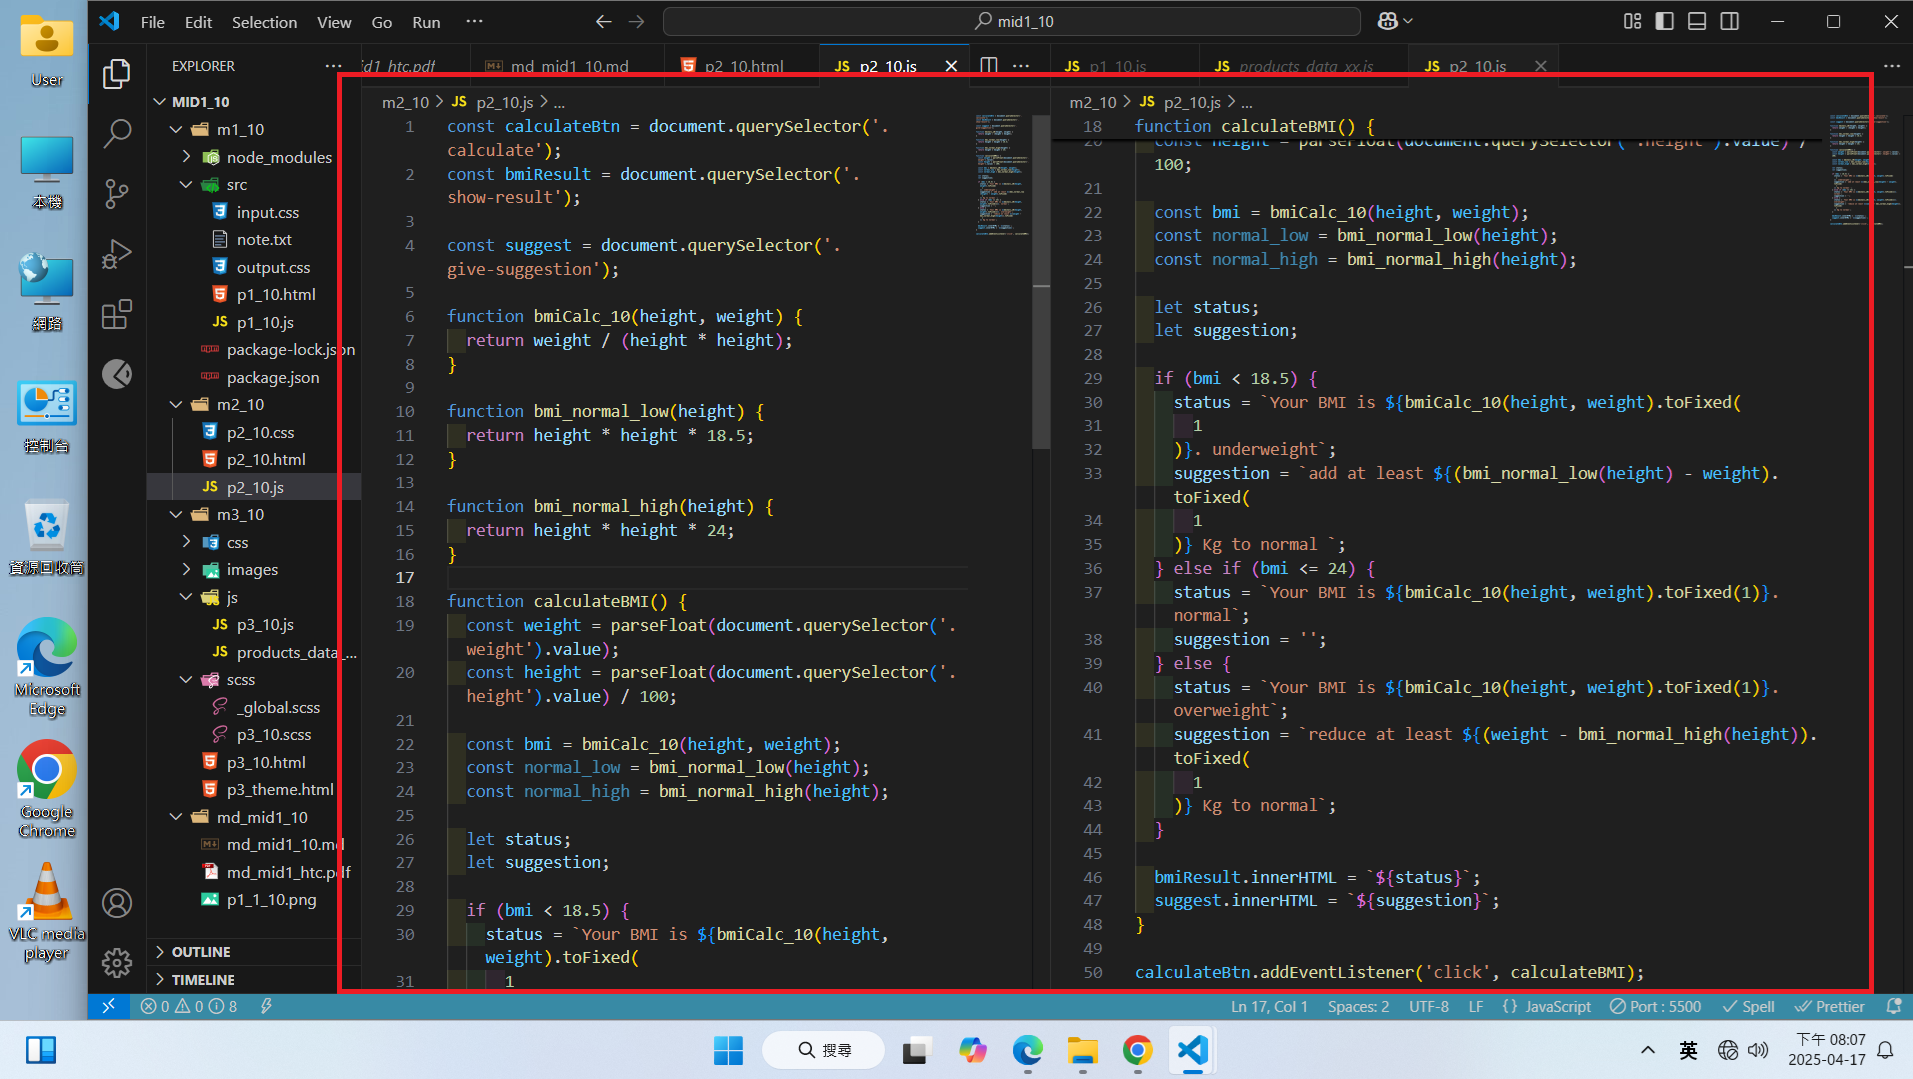 File Edit Selection View Go Run ···
mid1_10
User
本機
網路
控制台
資源回收筒
Microsoft Edge
Google Chrome
VLC media player
EXPLORER
MID1_10
m1_10
node_modules
src
input.css
note.txt
output.css
p1_10.html
p1_10.js
package-lock.json
package.json
m2_10
p2_10.css
p2_10.html
p2_10.js
m3_10
css
images
js
p3_10.js
products_data_...
scss
_global.scss
p3_10.scss
p3_10.html
p3_theme.html
md_mid1_10
md_mid1_10.md
md_mid1_htc.pdf
p1_1_10.png
OUTLINE
TIMELINE
id1_htc.pdf
md_mid1_10.md
p2_10.html
JS p2_10.js
m2_10 > JS p2_10.js > ...
1 const calculateBtn = document.querySelector('.
calculate');
2 const bmiResult = document.querySelector('.
show-result');
3
4 const suggest = document.querySelector('.
give-suggestion');
5
6 function bmiCalc_10(height, weight) {
7 return weight / (height * height);
8 }
9
10 function bmi_normal_low(height) {
11 return height * height * 18.5;
12 }
13
14 function bmi_normal_high(height) {
15 return height * height * 24;
16 }
17
18 function calculateBMI() {
19 const weight = parseFloat(document.querySelector('.
weight').value);
20 const height = parseFloat(document.querySelector('.
height').value) / 100;
21
22 const bmi = bmiCalc_10(height, weight);
23 const normal_low = bmi_normal_low(height);
24 const normal_high = bmi_normal_high(height);
25
26 let status;
27 let suggestion;
28
29 if (bmi < 18.5) {
30 status = `Your BMI is ${bmiCalc_10(height,
weight).toFixed(
31 1
JS p1_10.js
JS products_data_xx.js
JS p2_10.js
m2_10 > JS p2_10.js > ...
18 function calculateBMI() {
20 const height = parseFloat(document.querySelector('.height').value) /
100;
21
22 const bmi = bmiCalc_10(height, weight);
23 const normal_low = bmi_normal_low(height);
24 const normal_high = bmi_normal_high(height);
25
26 let status;
27 let suggestion;
28
29 if (bmi < 18.5) {
30 status = `Your BMI is ${bmiCalc_10(height, weight).toFixed(
31 1
32 )}. underweight`;
33 suggestion = `add at least ${(bmi_normal_low(height) - weight).
toFixed(
34 1
35 )} Kg to normal `;
36 } else if (bmi <= 24) {
37 status = `Your BMI is ${bmiCalc_10(height, weight).toFixed(1)}.
normal`;
38 suggestion = '';
39 } else {
40 status = `Your BMI is ${bmiCalc_10(height, weight).toFixed(1)}.
overweight`;
41 suggestion = `reduce at least ${(weight - bmi_normal_high(height)).
toFixed(
42 1
43 )} Kg to normal`;
44 }
45
46 bmiResult.innerHTML = `${status}`;
47 suggest.innerHTML = `${suggestion}`;
48 }
49
50 calculateBtn.addEventListener('click', calculateBMI);
0 0 8
Ln 17, Col 1 Spaces: 2 UTF-8 LF {} JavaScript Port : 5500 Spell Prettier
搜尋
英
下午 08:07
2025-04-17